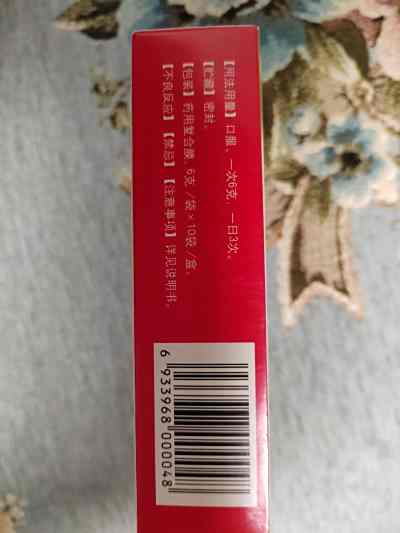 【用法用量】口服。一次6克，一日3次。
【贮藏】密封。
【包装】药用复合膜。6克/袋×10袋/盒。
【不良反应】【禁忌】【注意事项】详见说明书。
6 933968 000048